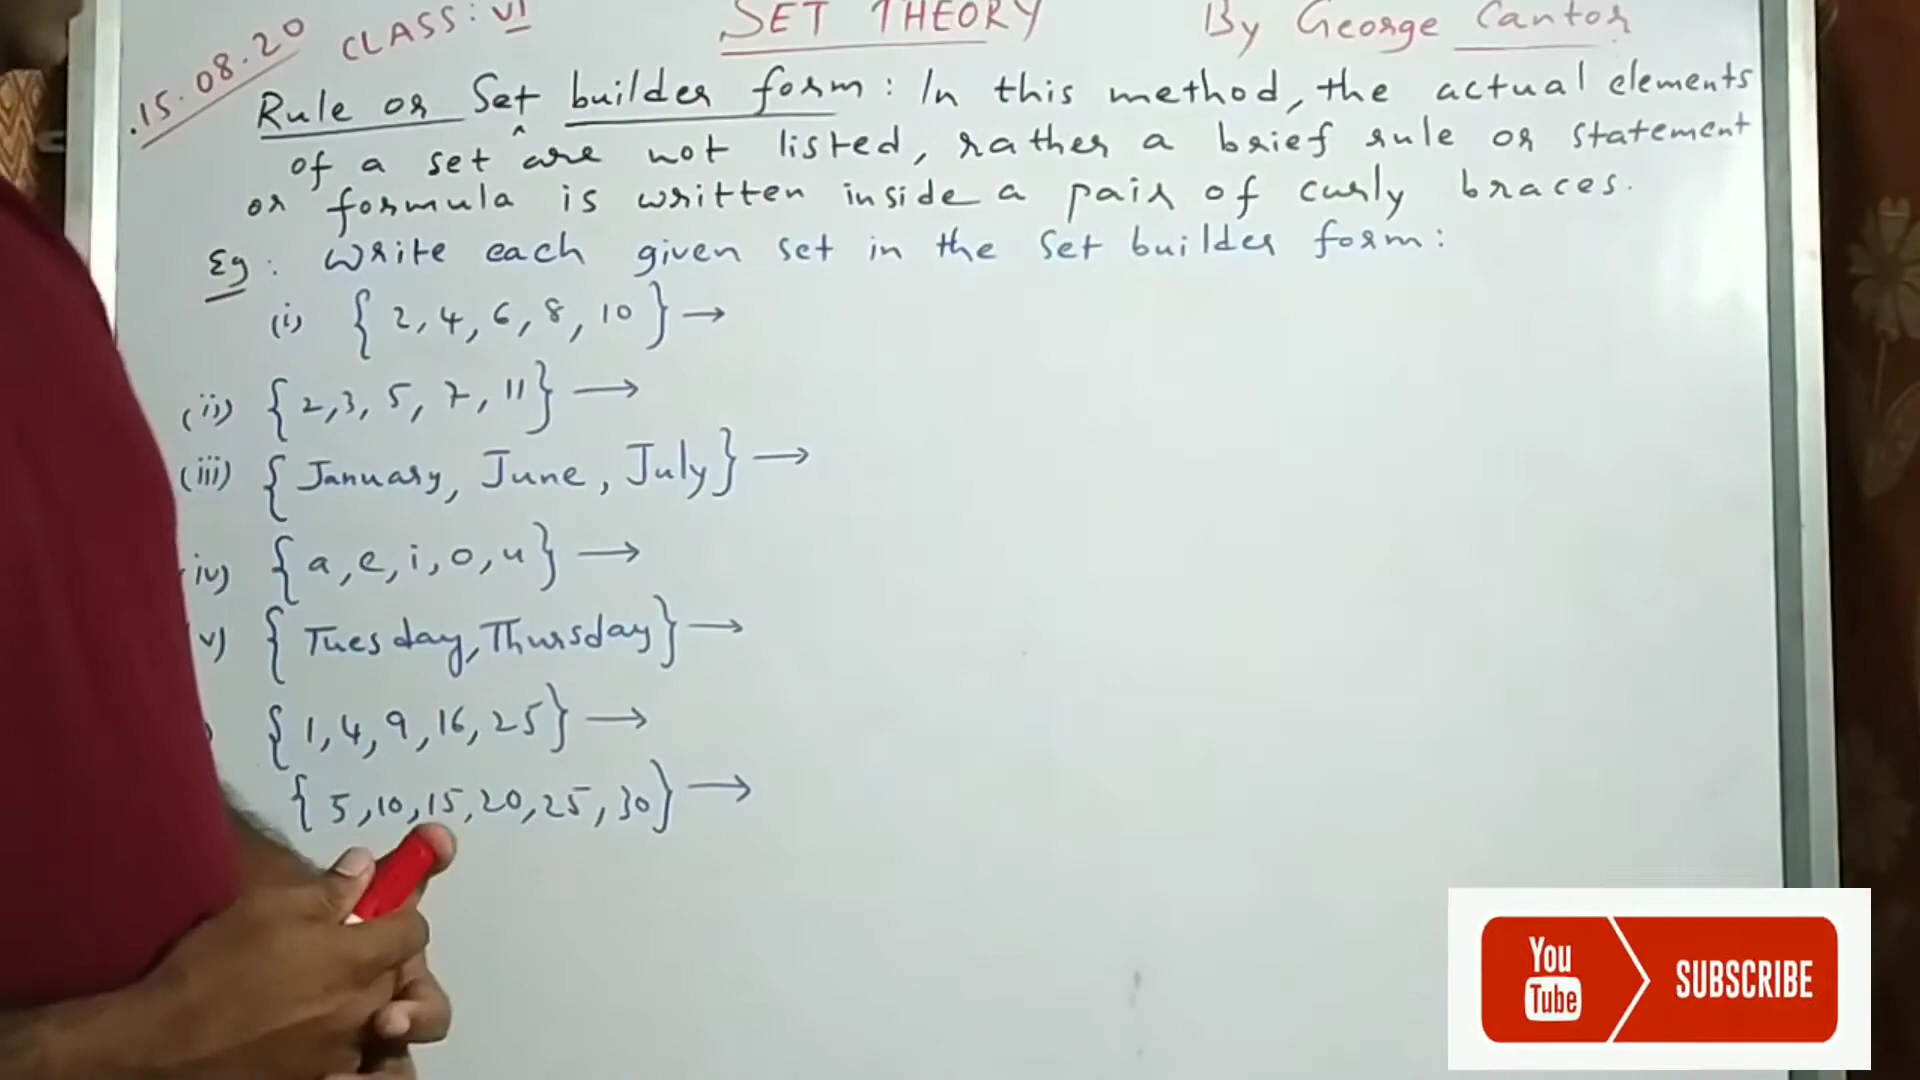 15.08.20 CLASS: VI SET THEORY By George Cantor
Rule or Set builder form: In this method, the actual elements
of a set ^ are not listed, rather a brief rule or statement
or formula is written inside a pair of curly braces.
Eg: Write each given set in the Set builder form:
(i) {2, 4, 6, 8, 10} →
(ii) {2, 3, 5, 7, 11} →
(iii) {January, June, July} →
iv) {a, e, i, o, u} →
v) {Tuesday, Thursday} →
) {1, 4, 9, 16, 25} →
{5, 10, 15, 20, 25, 30} →
You
Tube
SUBSCRIBE